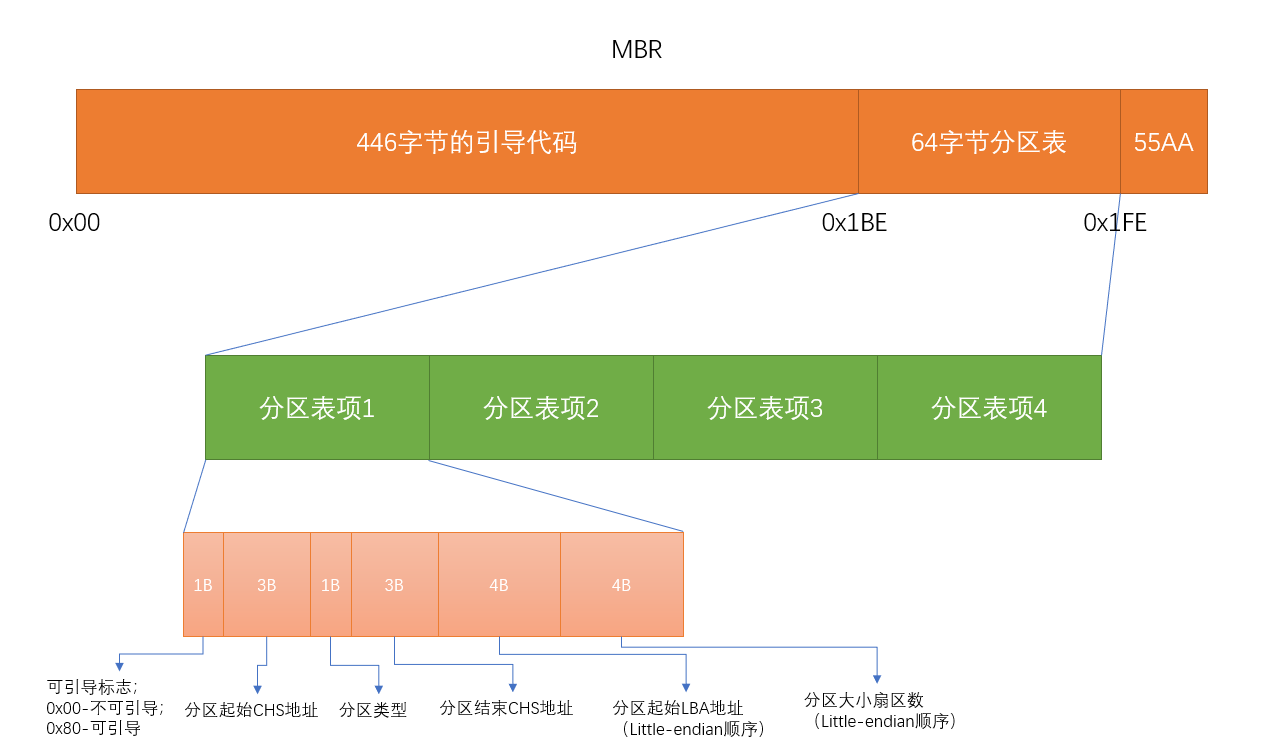 MBR
446字节的引导代码
64字节分区表
55AA
0x00
0x1BE
0x1FE
分区表项1
分区表项2
分区表项3
分区表项4
1B
3B
1B
3B
4B
4B
可引导标志；
0x00-不可引导；
0x80-可引导
分区起始CHS地址
分区类型
分区结束CHS地址
分区起始LBA地址
（Little-endian顺序）
分区大小扇区数
（Little-endian顺序）